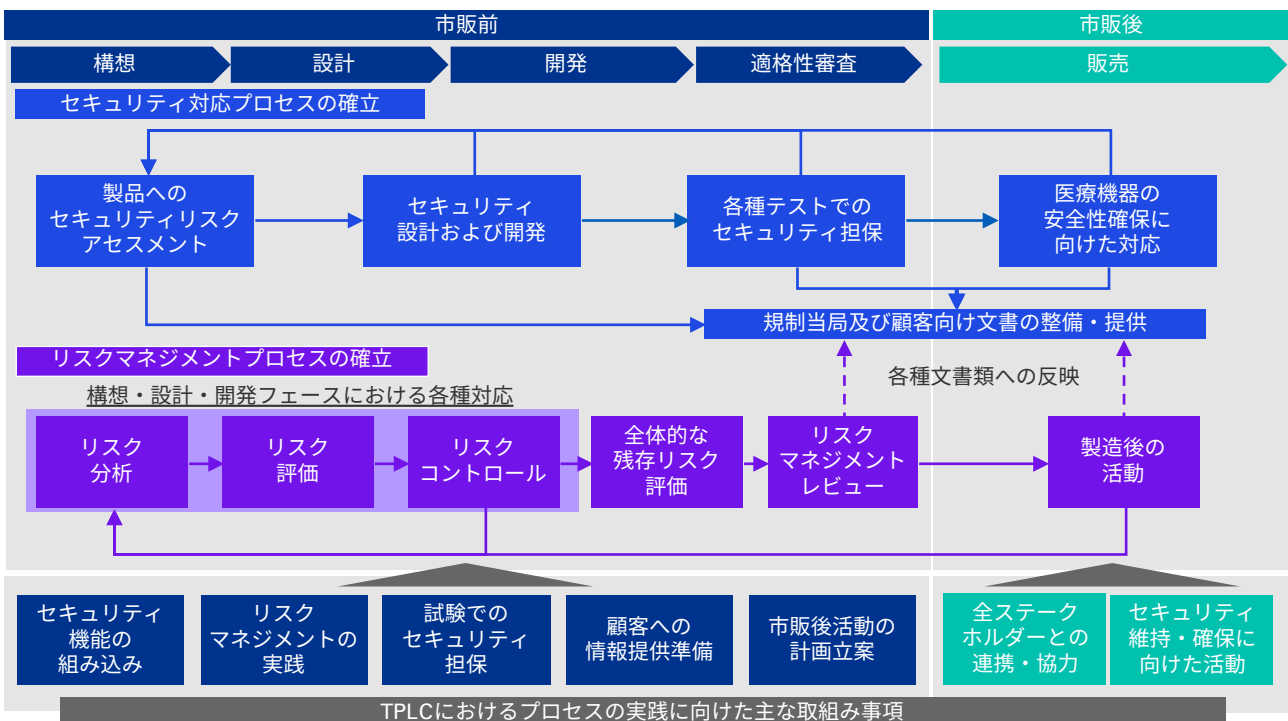 市販前
市販後
構想
設計
開発
適格性審査
販売
セキュリティ対応プロセスの確立
製品への
セキュリティリスク
アセスメント
セキュリティ
設計および開発
各種テストでの
セキュリティ担保
医療機器の
安全性確保に
向けた対応
規制当局及び顧客向け文書の整備・提供
リスクマネジメントプロセスの確立
各種文書類への反映
構想・設計・開発フェースにおける各種対応
リスク
分析
リスク
評価
リスク
コントロール
全体的な
残存リスク
評価
リスク
マネジメント
レビュー
製造後の
活動
セキュリティ
機能の
組み込み
リスク
マネジメントの
実践
試験での
セキュリティ
担保
顧客への
情報提供準備
市販後活動の
計画立案
全ステーク
ホルダーとの
連携・協力
セキュリティ
維持・確保に
向けた活動
TPLCにおけるプロセスの実践に向けた主な取組み事項